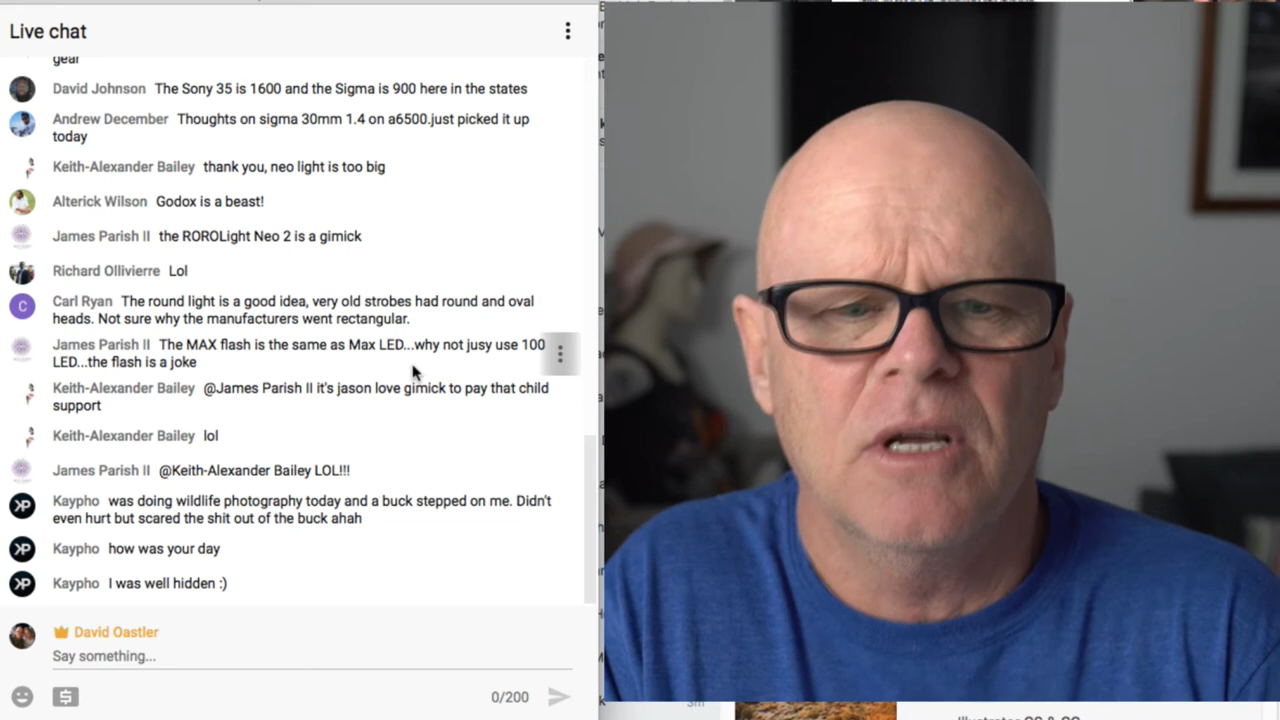 Live chat
gear
David Johnson The Sony 35 is 1600 and the Sigma is 900 here in the states
Andrew December Thoughts on sigma 30mm 1.4 on a6500.just picked it up
today
Keith-Alexander Bailey thank you, neo light is too big
Alterick Wilson Godox is a beast!
James Parish II the ROROLight Neo 2 is a gimick
Richard Ollivierre Lol
C
Carl Ryan The round light is a good idea, very old strobes had round and oval
heads. Not sure why the manufacturers went rectangular.
James Parish II The MAX flash is the same as Max LED...why not jusy use 100
LED...the flash is a joke
Keith-Alexander Bailey @James Parish II it's jason love gimick to pay that child
support
Keith-Alexander Bailey lol
James Parish II @Keith-Alexander Bailey LOL!!!
KP
Kaypho was doing wildlife photography today and a buck stepped on me. Didn't
even hurt but scared the shit out of the buck ahah
KP
Kaypho how was your day
KP
Kaypho I was well hidden :)
David Oastler
Say something...
$
0/200
3m